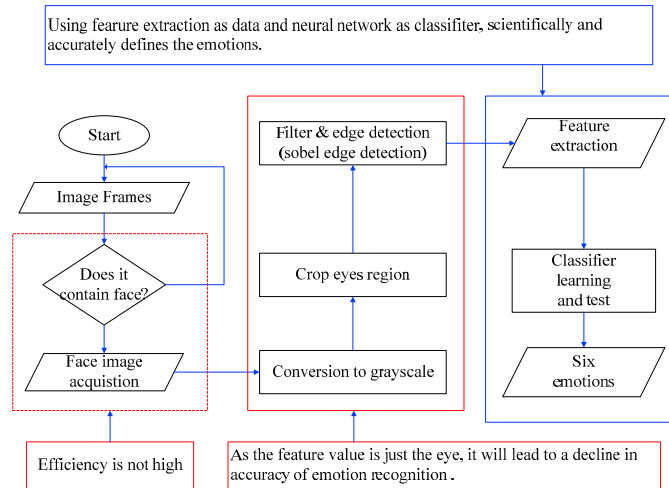 Using fearure extraction as data and neural network as classifiter, scientifically and
accurately defines the emotions.
Start
Image Frames
Does it
contain face?
Face image
acquistion
Efficiency is not high
Filter & edge detection
(sobel edge detection)
Crop eyes region
Conversion to grayscale
As the feature value is just the eye, it will lead to a decline in
accuracy of emotion recognition .
Feature
extraction
Classifier
learning
and test
Six
emotions